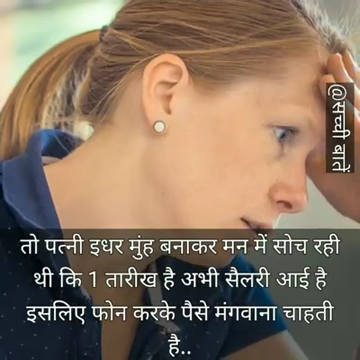 @सच्ची बातें
तो पत्नी इधर मुंह बनाकर मन में सोच रही
थी कि 1 तारीख है अभी सैलरी आई है
इसलिए फोन करके पैसे मंगवाना चाहती
है..